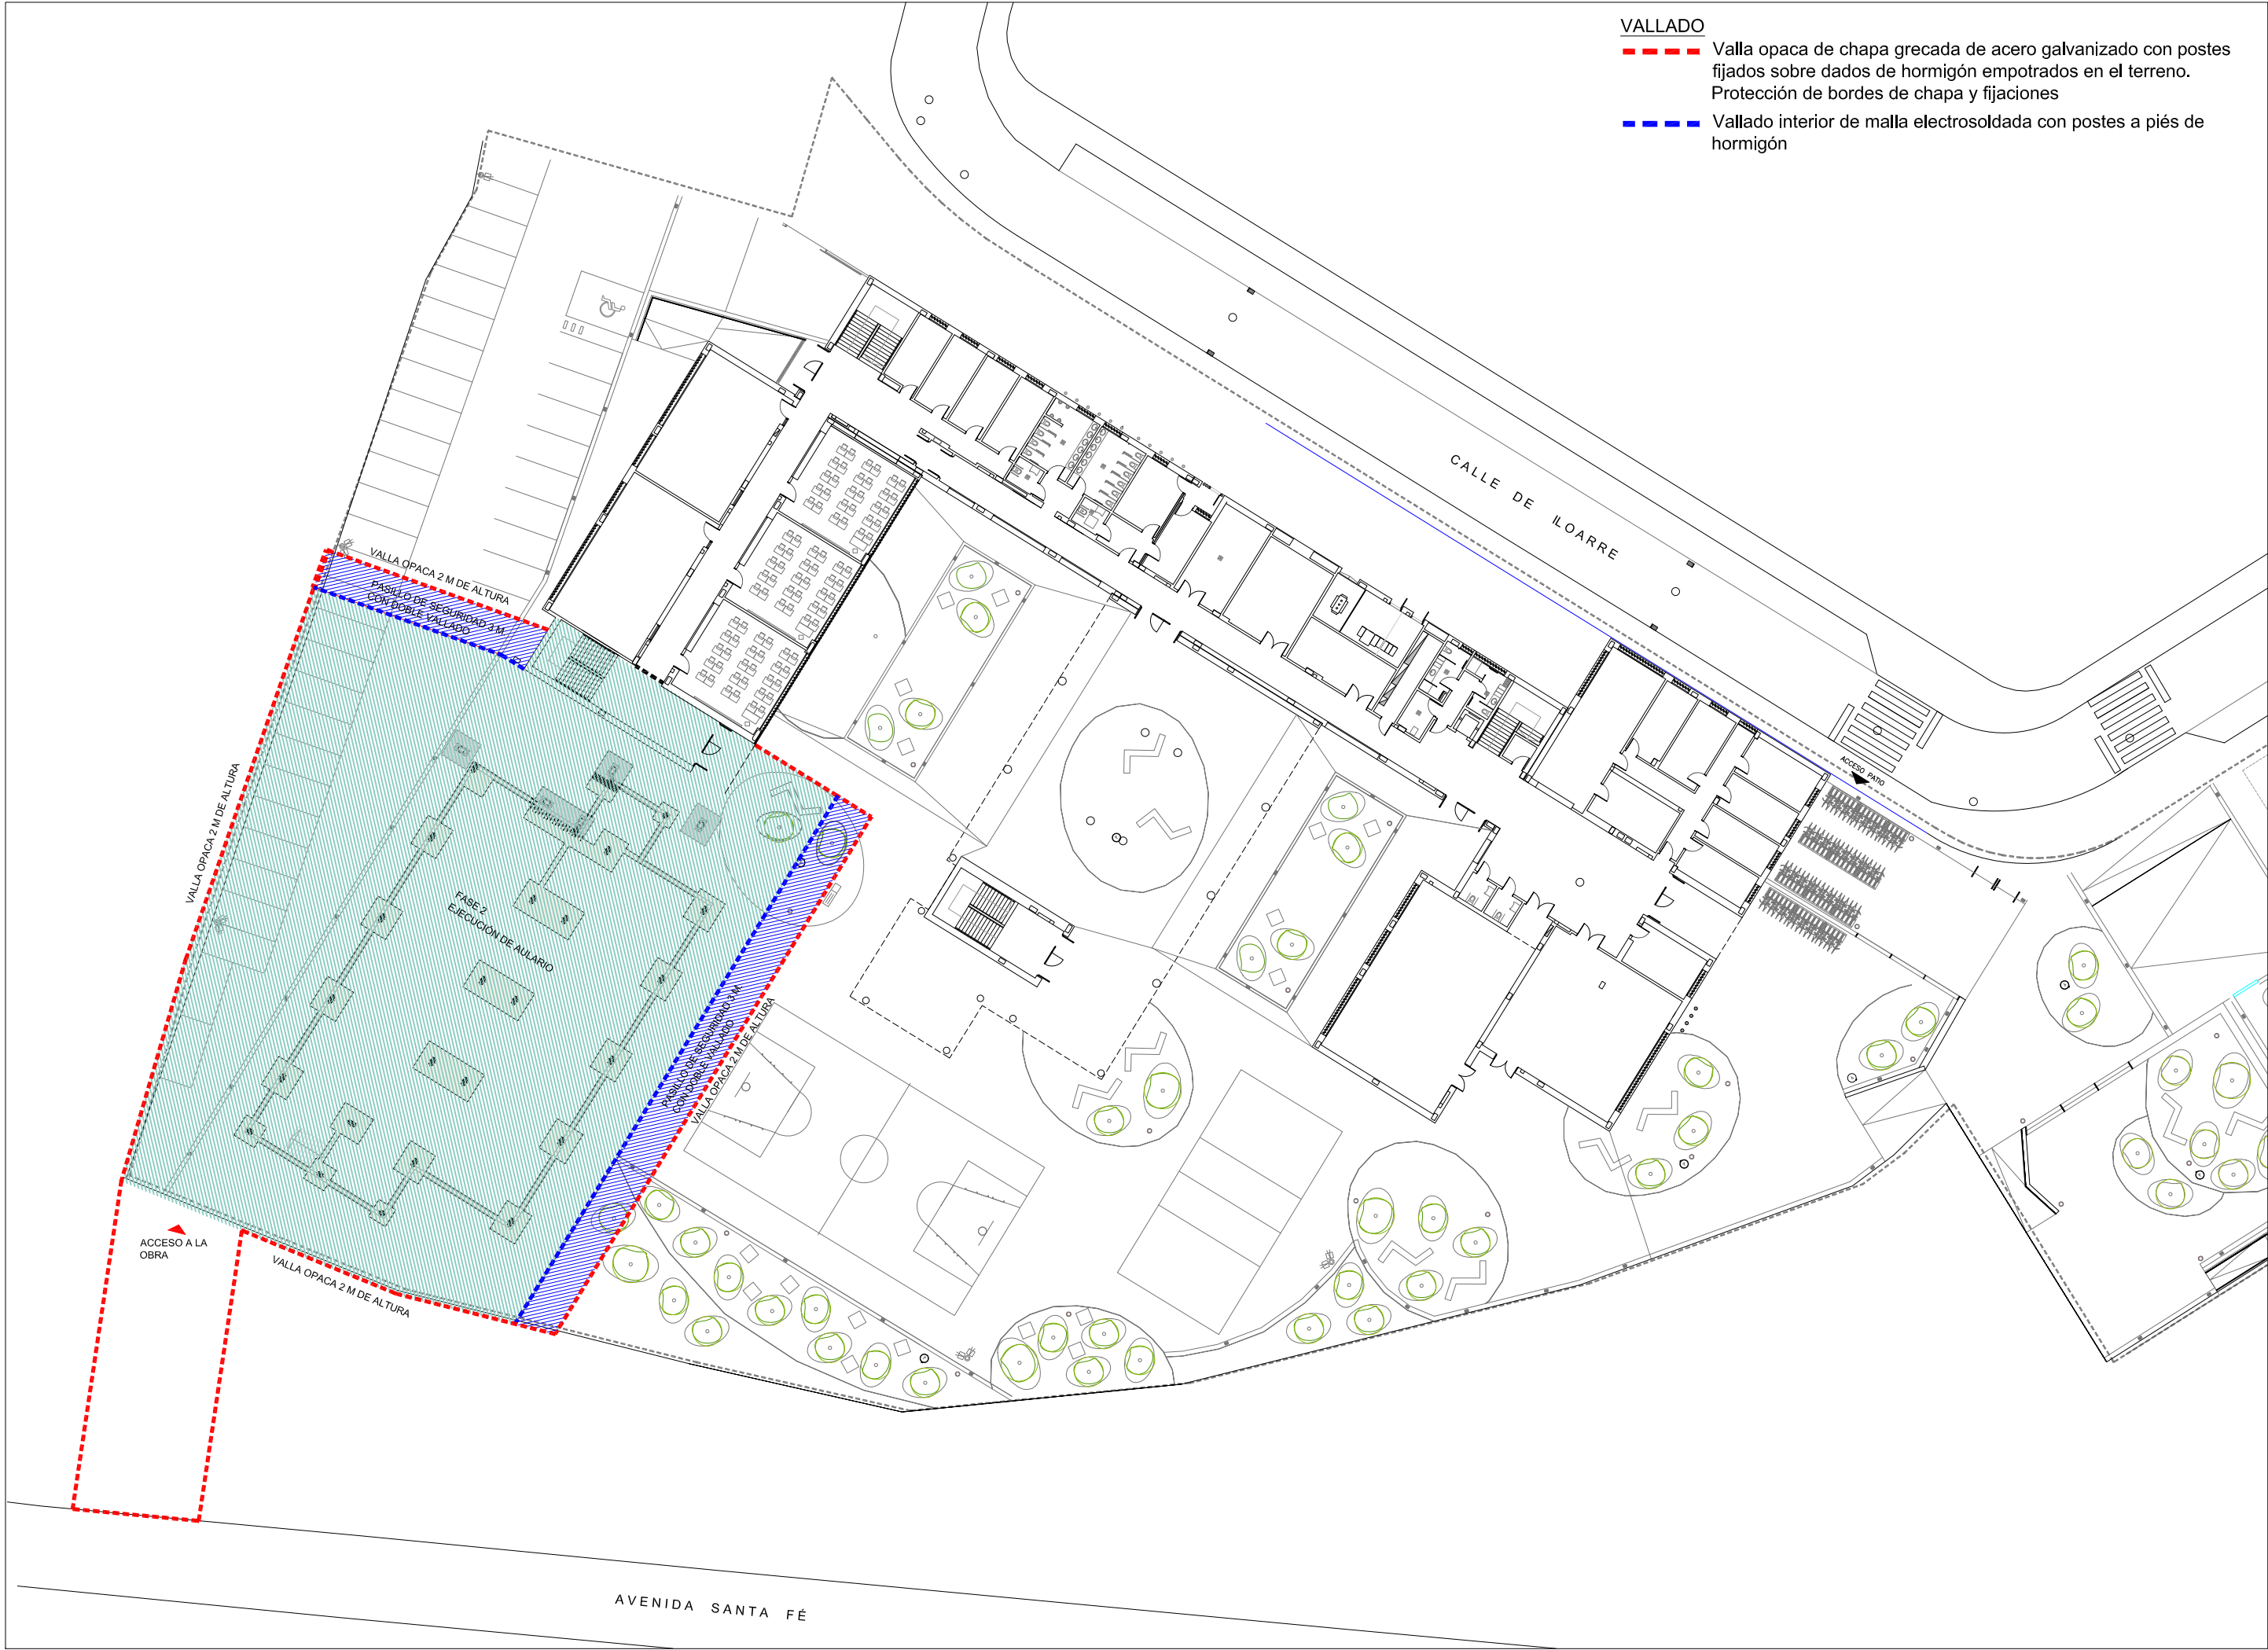 VALLADO
Valla opaca de chapa grecada de acero galvanizado con postes
fijados sobre dados de hormigón empotrados en el terreno.
Protección de bordes de chapa y fijaciones
Vallado interior de malla electrosoldada con postes a piés de
hormigón
CALLE DE ILOARRE
VALLA OPACA 2 M DE ALTURA
PASILLO DE SEGURIDAD 3 M
CON DOBLE VALLADO
ACCESO PATIO
VALLA OPACA 2 M DE ALTURA
FASE 2
EJECUCIÓN DE AULARIO
PASILLO DE SEGURIDAD 3 M
CON DOBLE VALLADO
VALLA OPACA 2 M DE ALTURA
ACCESO A LA
OBRA
VALLA OPACA 2 M DE ALTURA
AVENIDA SANTA FÉ